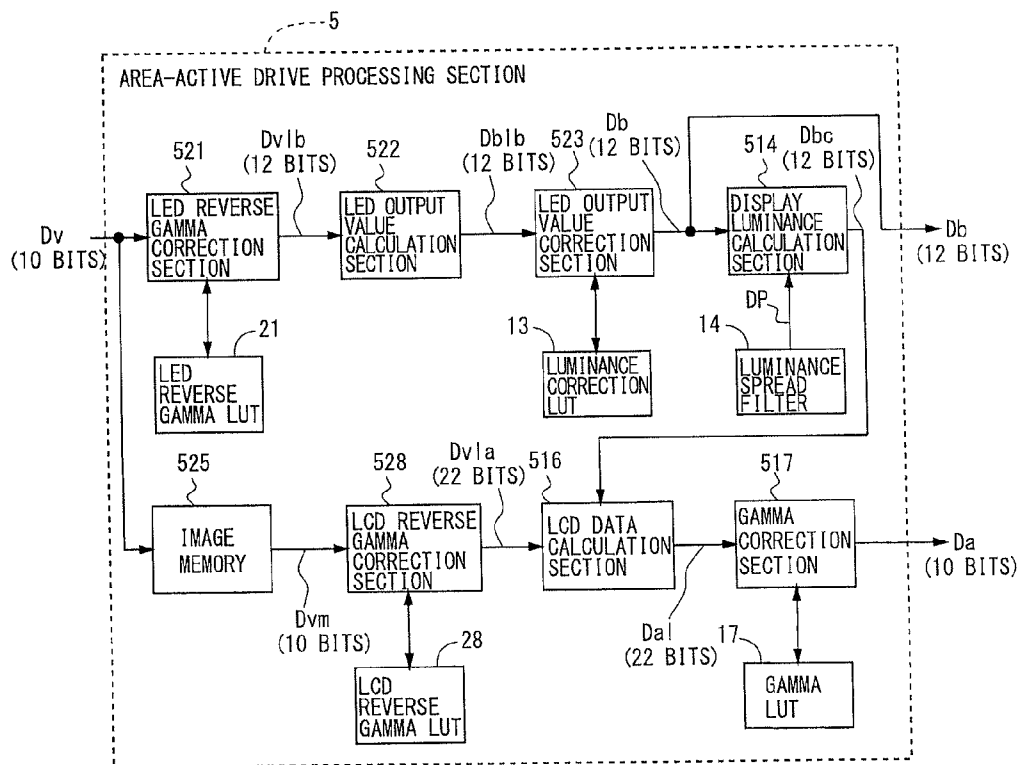 5
AREA-ACTIVE DRIVE PROCESSING SECTION
Dv
(10 BITS)
521
LED REVERSE
GAMMA
CORRECTION
SECTION
Dvlb
(12 BITS)
522
LED OUTPUT
VALUE
CALCULATION
SECTION
Dblb
(12 BITS)
523
LED OUTPUT
VALUE
CORRECTION
SECTION
Db
(12 BITS)
514
DISPLAY
LUMINANCE
CALCULATION
SECTION
Dbc
(12 BITS)
Db
(12 BITS)
21
LED
REVERSE
GAMMA LUT
13
LUMINANCE
CORRECTION
LUT
DP
14
LUMINANCE
SPREAD
FILTER
525
IMAGE
MEMORY
Dvm
(10 BITS)
528
LCD REVERSE
GAMMA
CORRECTION
SECTION
Dvla
(22 BITS)
516
LCD DATA
CALCULATION
SECTION
Dal
(22 BITS)
517
GAMMA
CORRECTION
SECTION
Da
(10 BITS)
28
LCD
REVERSE
GAMMA LUT
17
GAMMA
LUT